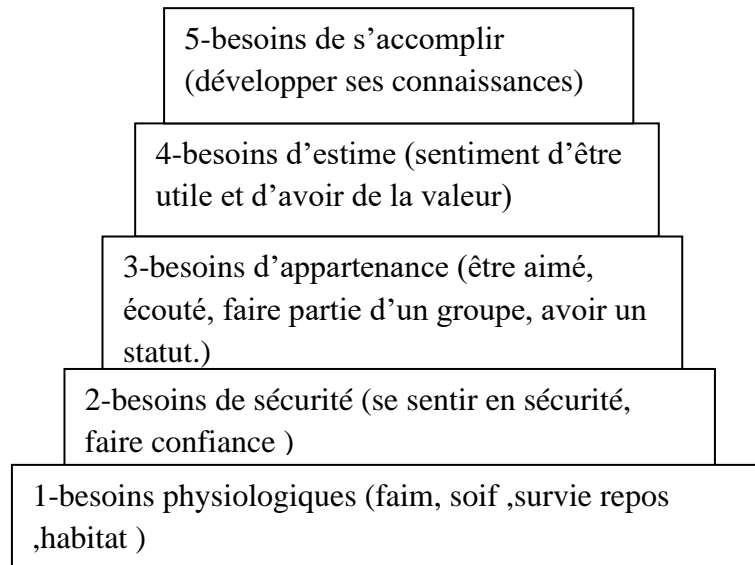 5-besoins de s’accomplir
(développer ses connaissances)
4-besoins d’estime (sentiment d’être
utile et d’avoir de la valeur)
3-besoins d’appartenance (être aimé,
écouté, faire partie d’un groupe, avoir un
statut.)
2-besoins de sécurité (se sentir en sécurité,
faire confiance )
1-besoins physiologiques (faim, soif ,survie repos
,habitat )